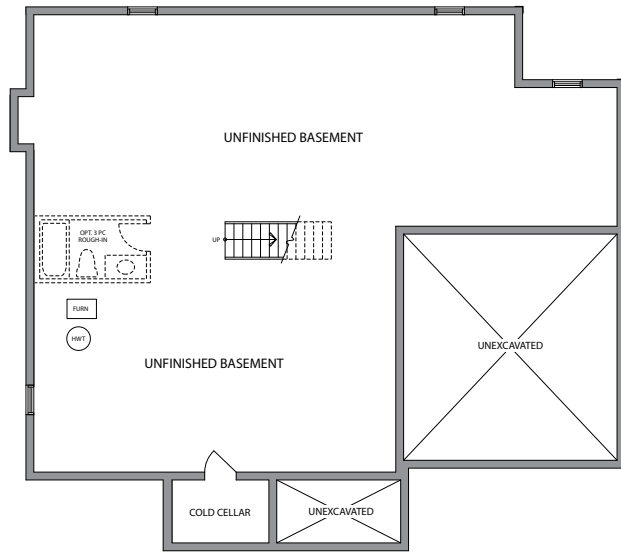 UNFINISHED BASEMENT
OPT. 3 PC
ROUGH-IN
UP
FURN
HWT
UNFINISHED BASEMENT
UNEXCAVATED
COLD CELLAR
UNEXCAVATED